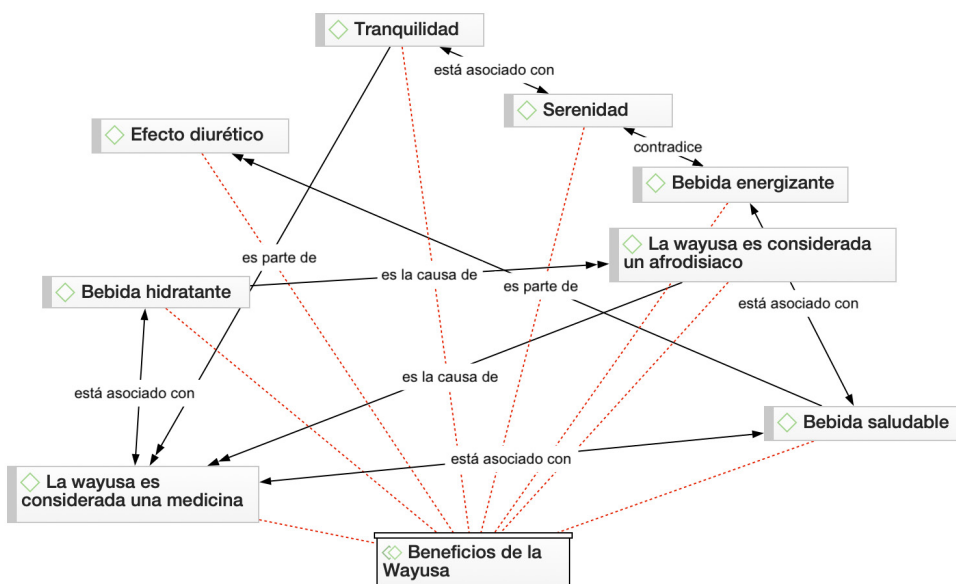 Tranquilidad
está asociado con
Serenidad
Efecto diurético
contradice
Bebida energizante
La wayusa es considerada
un afrodisiaco
es parte de
es la causa de
es parte de
Bebida hidratante
está asociado con
es la causa de
está asociado con
Bebida saludable
está asociado con
La wayusa es
considerada una medicina
Beneficios de la
Wayusa